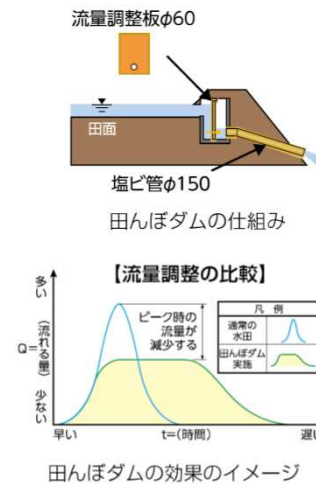 流量調整板φ60
田面
塩ビ管φ150
田んぼダムの仕組み
【流量調整の比較】
多い
(流れる量)
Q=
少ない
ピーク時の
流量が
減少する
凡 例
通常の
水田
田んぼダム
実施
早い
t=(時間)
遅い
田んぼダムの効果のイメージ